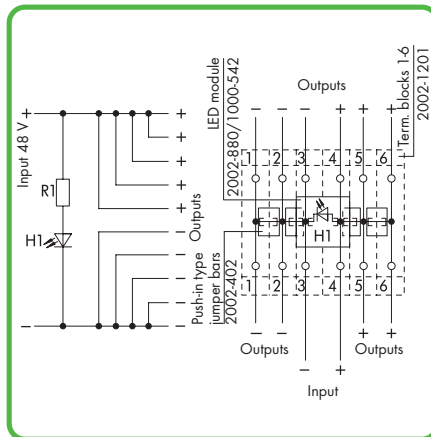 Input 48 V
+
R1
H1
−
+
+
+
+
+
Outputs
−
−
−
−
−
Push-in type
jumper bars
2002-402
LED module
2002-880/1000-542
Term. blocks 1-6
2002-1201
Outputs
− − − + + +
1 2 3 4 5 6
H1
1 2 3 4 5 6
− − + +
Outputs Outputs
− +
Input